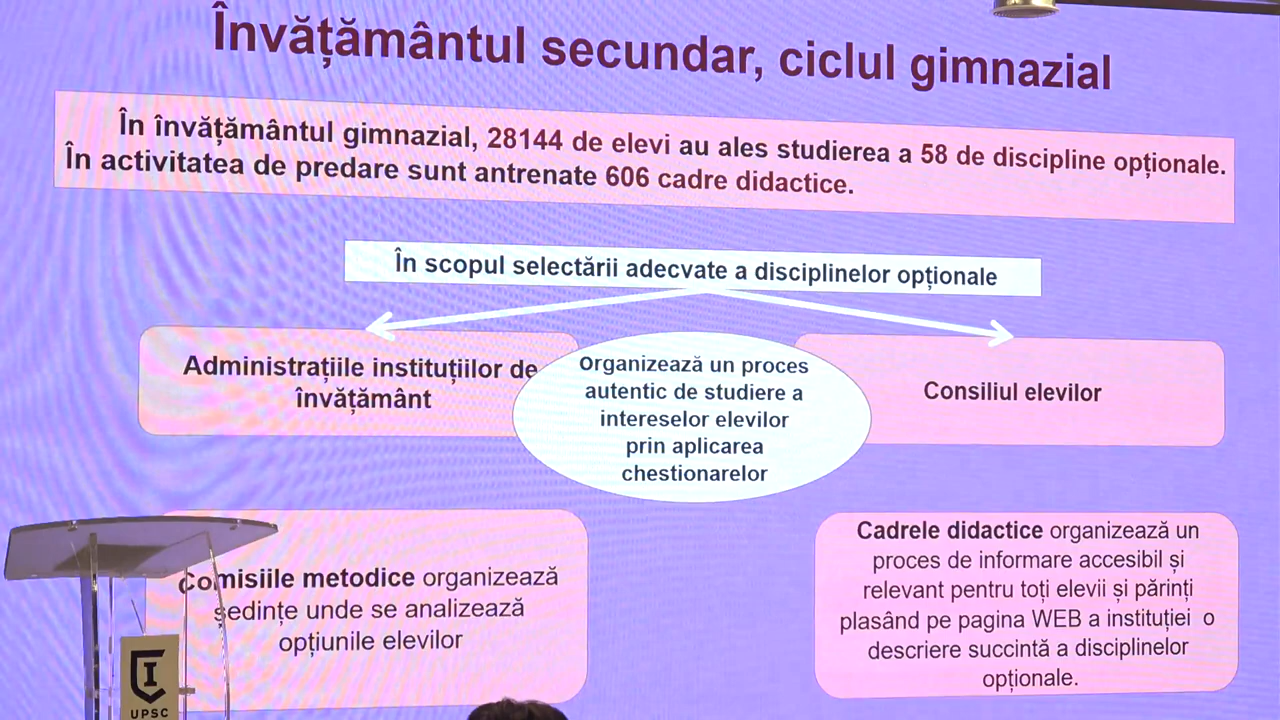 Învățământul secundar, ciclul gimnazial
În învățământul gimnazial, 28144 de elevi au ales studierea a 58 de discipline opționale.
În activitatea de predare sunt antrenate 606 cadre didactice.
În scopul selectării adecvate a disciplinelor opționale
Administrațiile instituțiilor de
învățământ
Organizează un proces
autentic de studiere a
intereselor elevilor
prin aplicarea
chestionarelor
Consiliul elevilor
Comisiile metodice organizează
ședințe unde se analizează
opțiunile elevilor
Cadrele didactice organizează un
proces de informare accesibil și
relevant pentru toți elevii și părinți
plasând pe pagina WEB a instituției o
descriere succintă a disciplinelor
opționale.
UPSC